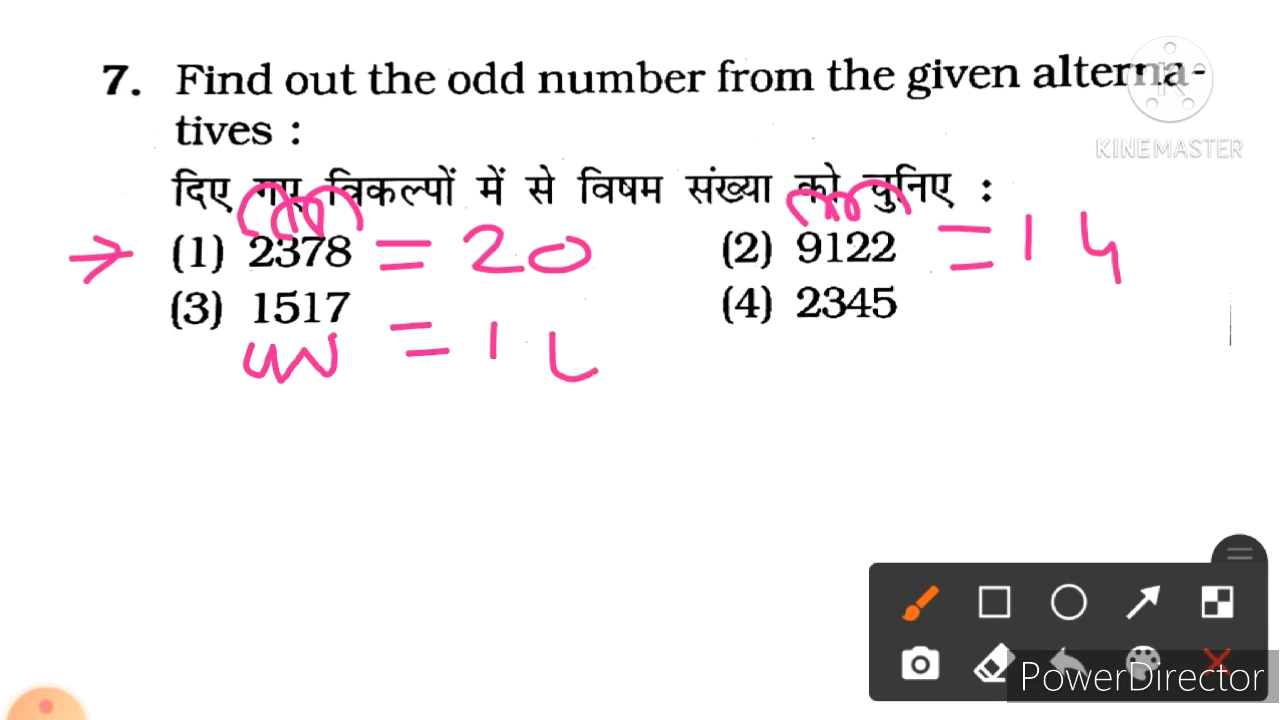 7. Find out the odd number from the given alterna-
tives :
दिए गए विकल्पों में से विषम संख्या को चुनिए :
(1) 2378 = 20 (2) 9122 = 14
(3) 1517 = 1 (4) 2345
KINEMASTER
PowerDirector